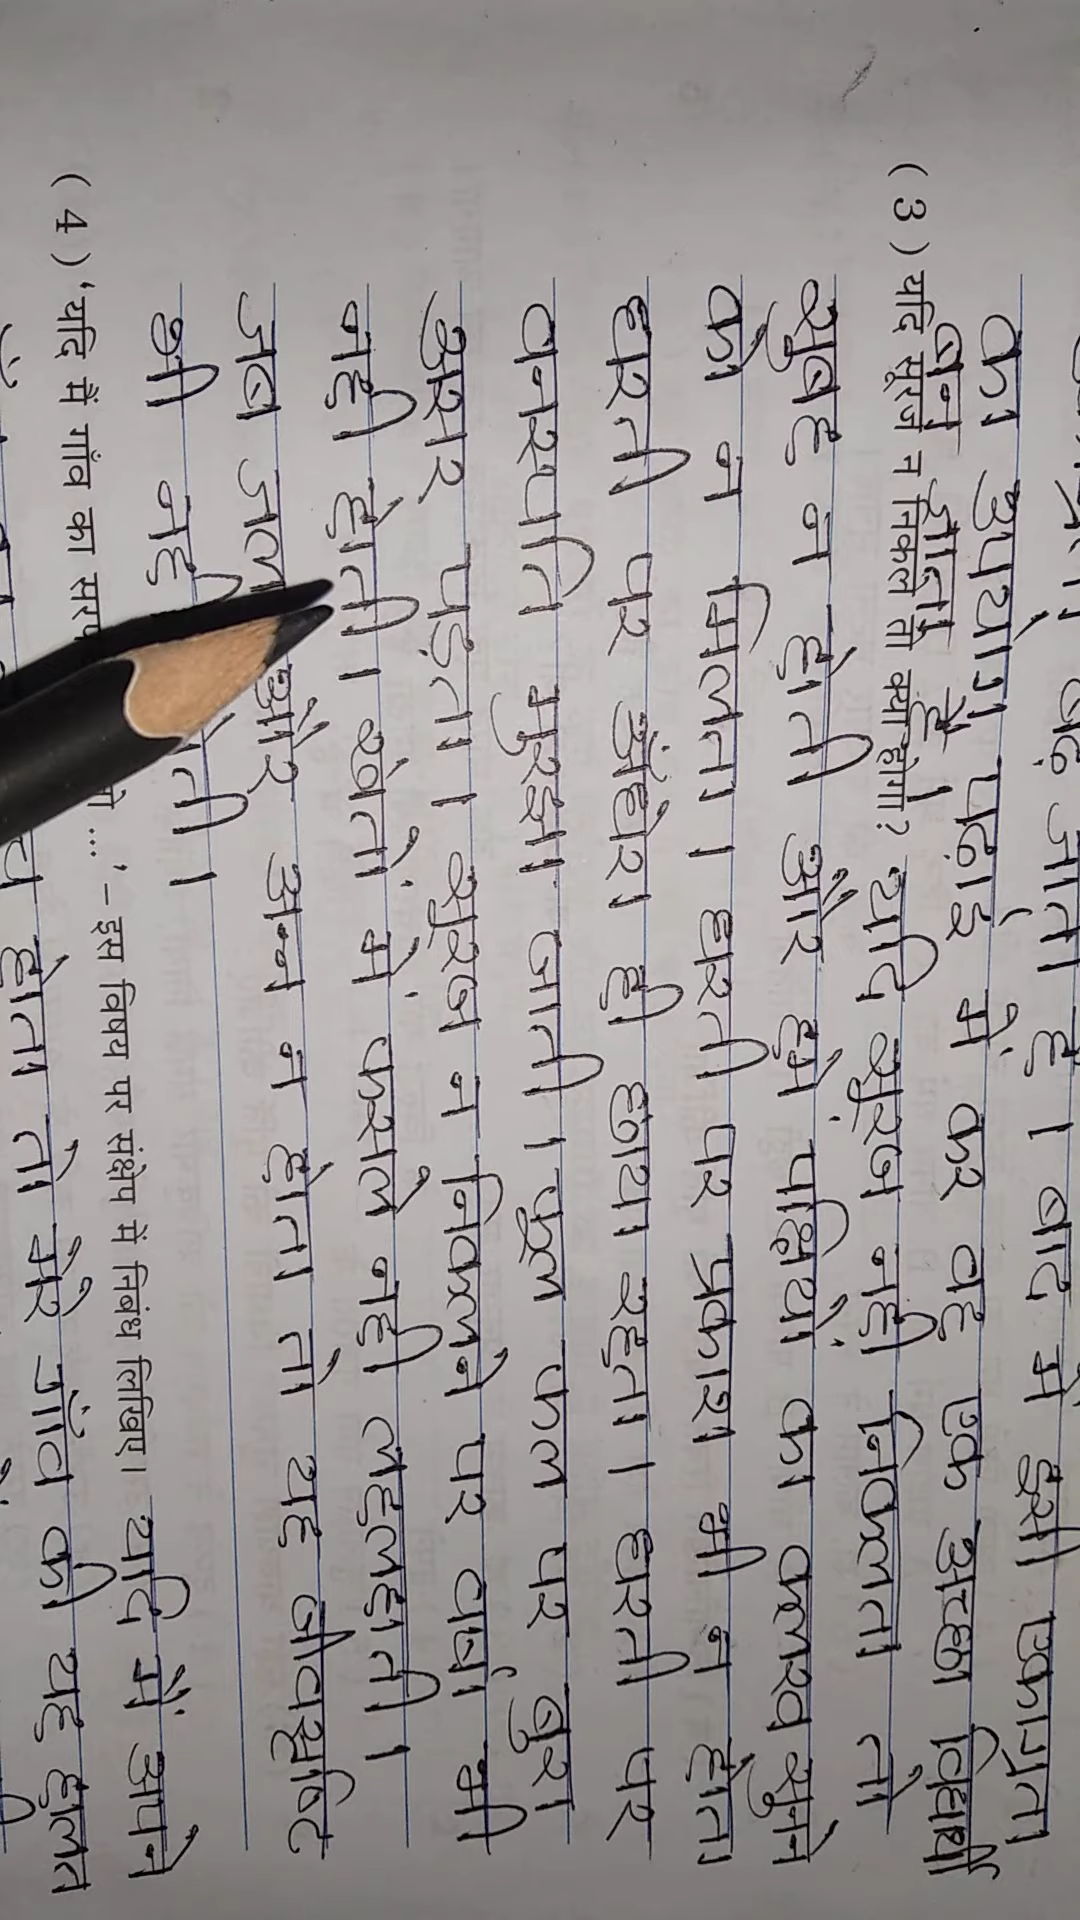 बढ़ जाती है । बाद में इसी एकाग्रता
का उपयोग पढ़ाई में कर वह एक अच्छा विद्यार्थी
बन जाता है ।
(3) यदि सूरज न निकले तो क्या होगा? यदि सूरज नहीं निकलता तो
सुबह न होती और हमें पक्षियों का कलरव सुनने
को न मिलता । धरती पर प्रकाश भी न होता
धरती पर अँधेरा ही छाया रहता । धरती पर
वनस्पति मुरझा जाती । फूल फल पर बुरा
असर पड़ता । सूरज न निकलने पर वर्षा भी
नहीं होती । खेतों में फसलें नहीं लहलहाती ।
जब जल और अन्न न होता तो यह जीवसृष्टि
भी नहीं होती ।
(4) 'यदि मैं गाँव का ... ' – इस विषय पर संक्षेप में निबंध लिखिए । यदि मैं अपने
होता तो मेरे गाँव की यह हालत